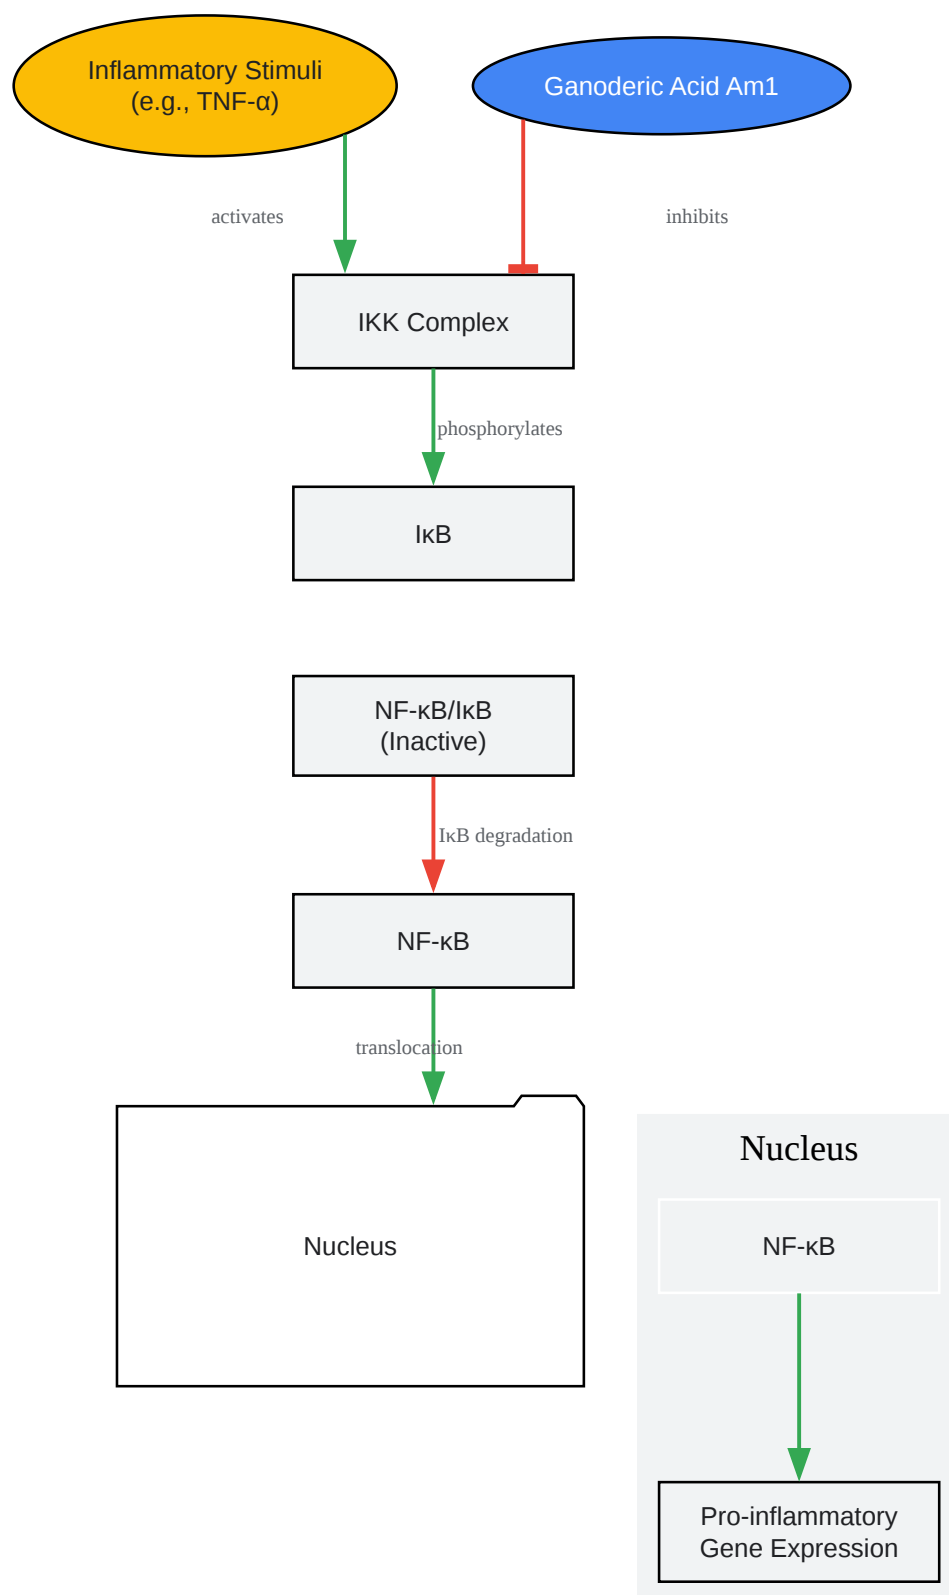 Inflammatory Stimuli
(e.g., TNF-α)
Ganoderic Acid Am1
activates
inhibits
IKK Complex
phosphorylates
IκB
NF-κB/IκB
(Inactive)
IκB degradation
NF-κB
translocation
Nucleus
Nucleus
NF-κB
Pro-inflammatory
Gene Expression